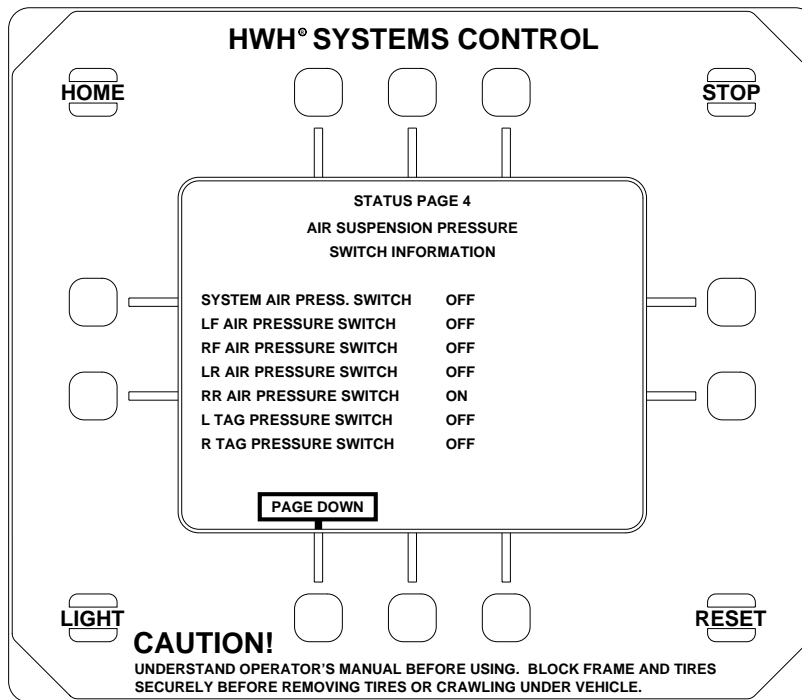 HWH® SYSTEMS CONTROL
HOME
STOP
STATUS PAGE 4
AIR SUSPENSION PRESSURE
SWITCH INFORMATION
SYSTEM AIR PRESS. SWITCH OFF
LF AIR PRESSURE SWITCH OFF
RF AIR PRESSURE SWITCH OFF
LR AIR PRESSURE SWITCH OFF
RR AIR PRESSURE SWITCH ON
L TAG PRESSURE SWITCH OFF
R TAG PRESSURE SWITCH OFF
PAGE DOWN
LIGHT
RESET
CAUTION!
UNDERSTAND OPERATOR'S MANUAL BEFORE USING. BLOCK FRAME AND TIRES
SECURELY BEFORE REMOVING TIRES OR CRAWLING UNDER VEHICLE.